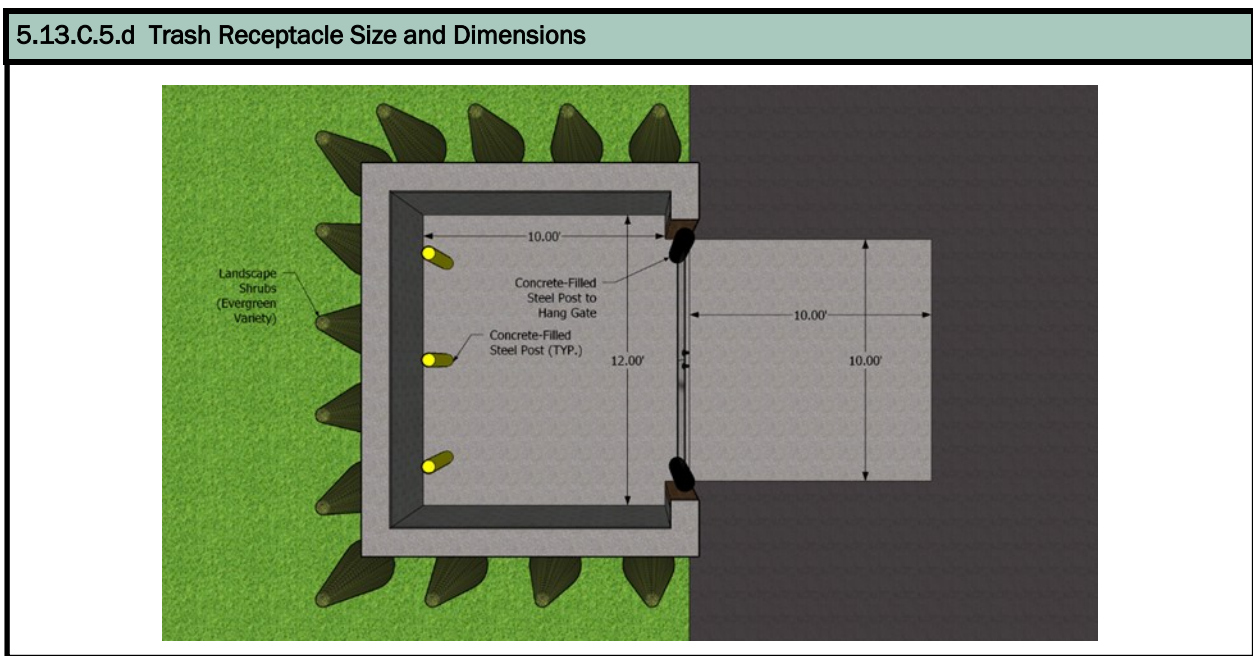 5.13.C.5.d Trash Receptacle Size and Dimensions
10.00'
Landscape
Shrubs
(Evergreen
Variety)
Concrete-Filled
Steel Post to
Hang Gate
10.00'
Concrete-Filled
Steel Post (TYP.)
12.00'
10.00'